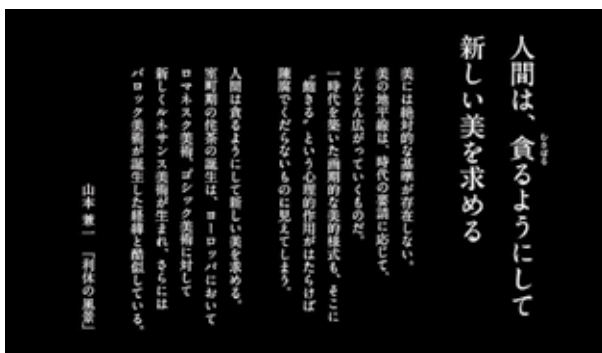 人間は、貪るようにして
むさぼる
新しい美を求める
美には絶対的な基準が存在しない。
美の地平線は、時代の要請に応じて、
どんどん広がっていくものだ。
一時代を築いた画期的な美的様式も、そこに
“飽きる”という心理的作用がはたらけば
陳腐でくだらないものに見えてしまう。
人間は貪るようにして新しい美を求める。
室町期の侘茶の誕生は、ヨーロッパにおいて
ロマネスク美術、ゴシック美術に対して
新しくルネサンス美術が生まれ、さらには
バロック美術が誕生した経緯と酷似している。
山本 兼一 『利休の風景』